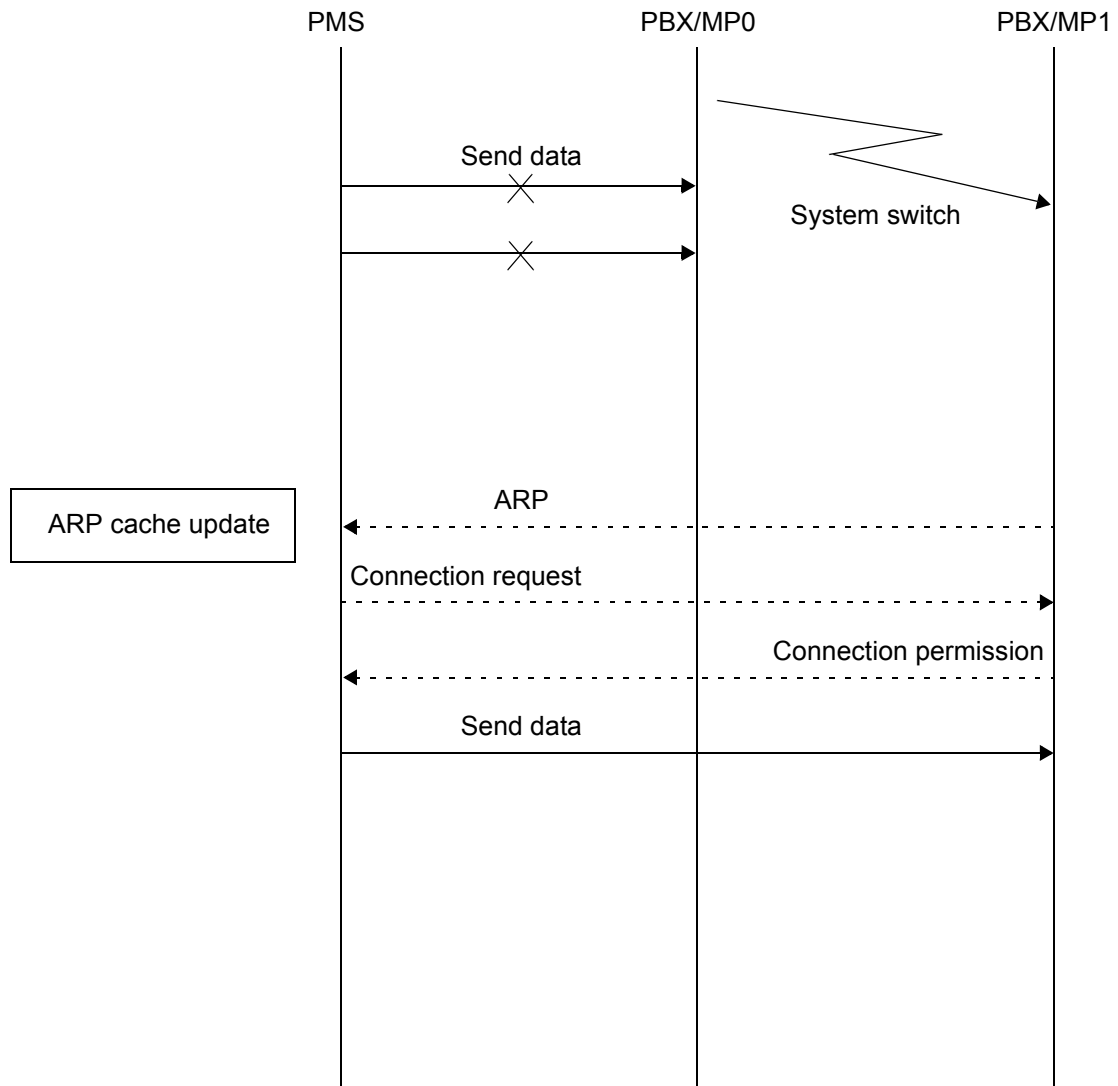 PMS
PBX/MP0
PBX/MP1
Send data
System switch
ARP
ARP cache update
Connection request
Connection permission
Send data